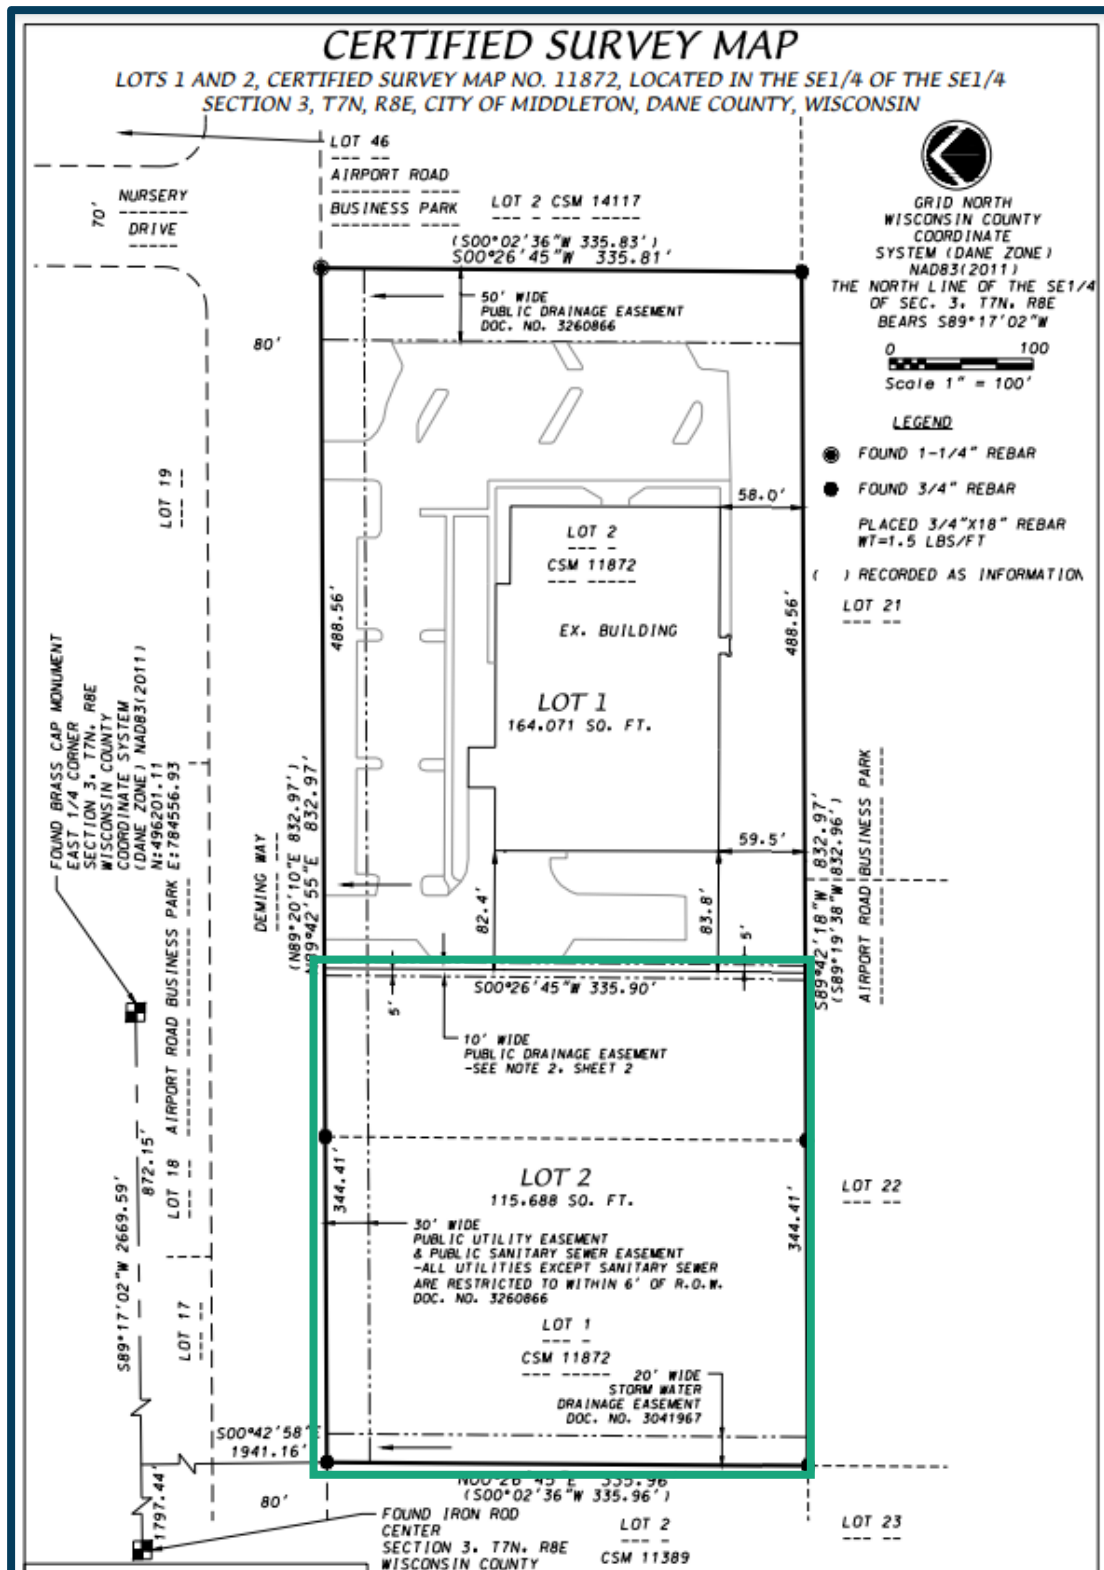 CERTIFIED SURVEY MAP
LOTS 1 AND 2, CERTIFIED SURVEY MAP NO. 11872, LOCATED IN THE SE1/4 OF THE SE1/4
SECTION 3, T7N, R8E, CITY OF MIDDLETON, DANE COUNTY, WISCONSIN
LOT 46
AIRPORT ROAD
BUSINESS PARK
LOT 2 CSM 14117
NURSERY
DRIVE
70'
(S00°02'36"W 335.83')
S00°26'45"W 335.81'
GRID NORTH
WISCONSIN COUNTY
COORDINATE
SYSTEM (DANE ZONE)
NAD83(2011)
THE NORTH LINE OF THE SE1/4
OF SEC. 3. T7N. R8E
BEARS S89°17'02"W
0 100
Scale 1" = 100'
LEGEND
FOUND 1-1/4" REBAR
FOUND 3/4" REBAR
PLACED 3/4"X18" REBAR
WT=1.5 LBS/FT
( ) RECORDED AS INFORMATION
50' WIDE
PUBLIC DRAINAGE EASEMENT
DOC. NO. 3260866
80'
LOT 19
58.0'
LOT 2
CSM 11872
LOT 21
488.56'
488.56'
EX. BUILDING
LOT 1
164.071 SQ. FT.
FOUND BRASS CAP MONUMENT
EAST 1/4 CORNER
SECTION 3. T7N. R8E
WISCONSIN COUNTY
COORDINATE SYSTEM
(DANE ZONE) NAD83(2011)
N:496201.11
E:784556.93
DEMING WAY
(N89°20'10"E 832.97')
N89°42'55"E 832.97'
59.5'
82.4'
83.8'
S89°42'18"W 832.97'
(S89°19'38"W 832.96')
AIRPORT ROAD BUSINESS PARK
AIRPORT ROAD BUSINESS PARK
5'
5'
S00°26'45"W 335.90'
10' WIDE
PUBLIC DRAINAGE EASEMENT
-SEE NOTE 2. SHEET 2
LOT 2
115.688 SQ. FT.
344.41'
344.41'
LOT 18
LOT 22
872.15'
S89°17'02"W 2669.59'
30' WIDE
PUBLIC UTILITY EASEMENT
& PUBLIC SANITARY SEWER EASEMENT
-ALL UTILITIES EXCEPT SANITARY SEWER
ARE RESTRICTED TO WITHIN 6' OF R.O.W.
DOC. NO. 3260866
LOT 17
LOT 1
CSM 11872
20' WIDE
STORM WATER
DRAINAGE EASEMENT
DOC. NO. 3041967
S00°42'58"E
1941.16'
N00°26'45"E 335.96'
(S00°02'36"W 335.96')
1797.44'
80'
FOUND IRON ROD
CENTER
SECTION 3. T7N. R8E
WISCONSIN COUNTY
LOT 2
CSM 11389
LOT 23